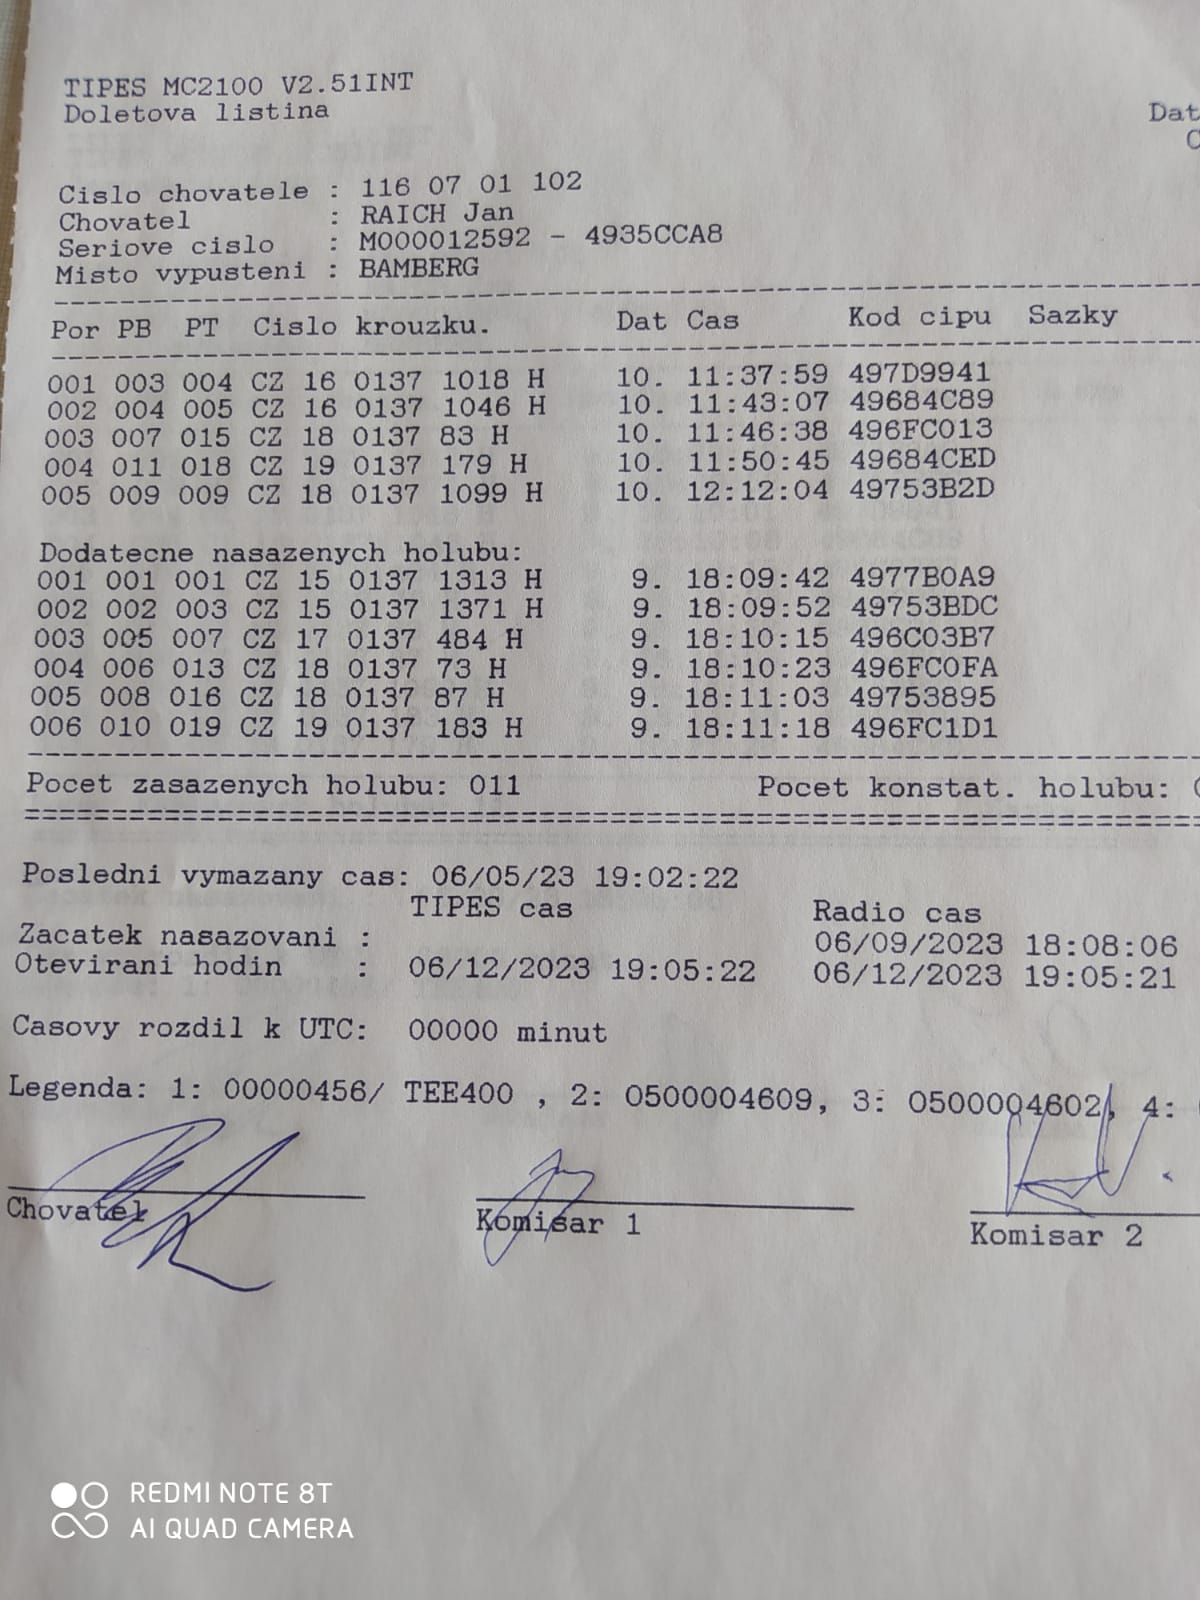 TIPES MC2100 V2.51INT
Doletova listina
Dat
Cislo chovatele : 116 07 01 102
Chovatel : RAICH Jan
Seriove cislo : M000012592 - 4935CCA8
Misto vypusteni : BAMBERG
Por PB PT Cislo krouzku. Dat Cas Kod cipu Sazky
001 003 004 CZ 16 0137 1018 H 10. 11:37:59 497D9941
002 004 005 CZ 16 0137 1046 H 10. 11:43:07 49684C89
003 007 015 CZ 18 0137 83 H 10. 11:46:38 496FC013
004 011 018 CZ 19 0137 179 H 10. 11:50:45 49684CED
005 009 009 CZ 18 0137 1099 H 10. 12:12:04 49753B2D
Dodatecne nasazenych holubu:
001 001 001 CZ 15 0137 1313 H 9. 18:09:42 4977B0A9
002 002 003 CZ 15 0137 1371 H 9. 18:09:52 49753BDC
003 005 007 CZ 17 0137 484 H 9. 18:10:15 496C03B7
004 006 013 CZ 18 0137 73 H 9. 18:10:23 496FC0FA
005 008 016 CZ 18 0137 87 H 9. 18:11:03 49753895
006 010 019 CZ 19 0137 183 H 9. 18:11:18 496FC1D1
Pocet zasazenych holubu: 011 Pocet konstat. holubu:
Posledni vymazany cas: 06/05/23 19:02:22
TIPES cas Radio cas
Zacatek nasazovani : 06/09/2023 18:08:06
Otevirani hodin : 06/12/2023 19:05:22 06/12/2023 19:05:21
Casovy rozdil k UTC: 00000 minut
Legenda: 1: 00000456/ TEE400 , 2: 0500004609, 3: 0500004602, 4:
Chovatel Komisar 1 Komisar 2
REDMI NOTE 8T
AI QUAD CAMERA